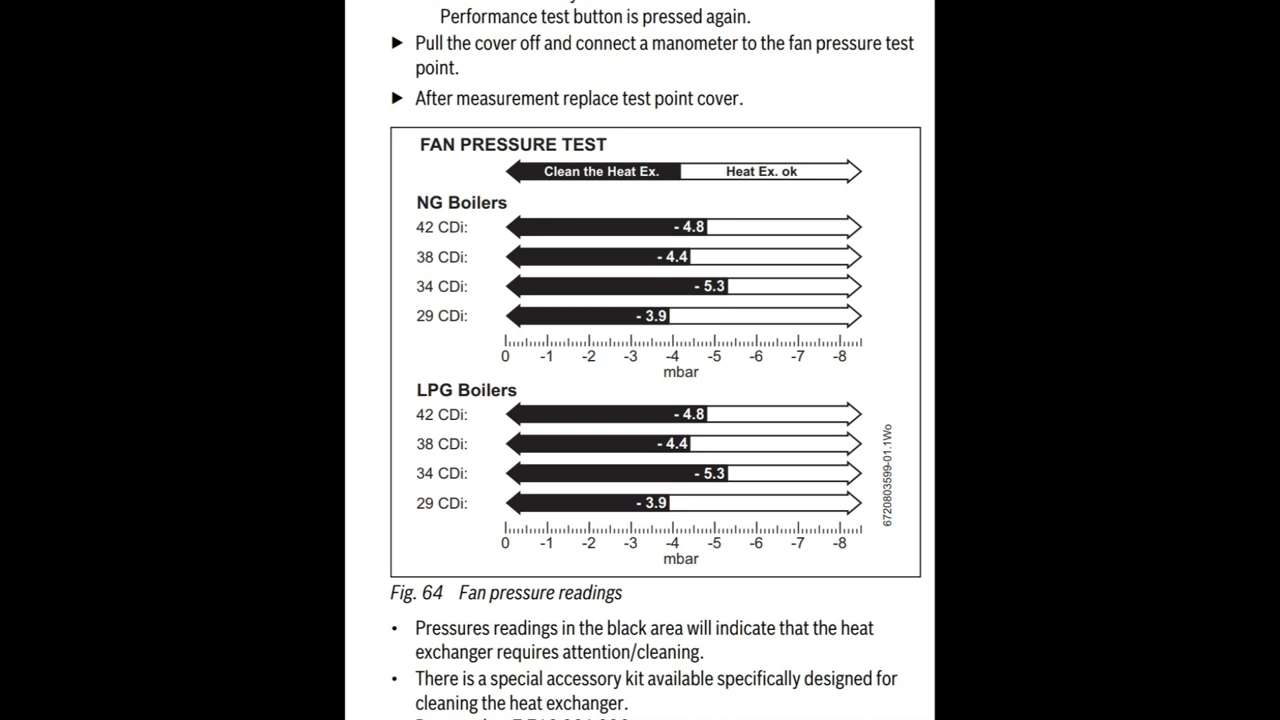 Performance test button is pressed again.
Pull the cover off and connect a manometer to the fan pressure test
point.
After measurement replace test point cover.
FAN PRESSURE TEST
Clean the Heat Ex. Heat Ex. ok
NG Boilers
42 CDi: - 4.8
38 CDi: - 4.4
34 CDi: - 5.3
29 CDi: - 3.9
0 -1 -2 -3 -4 -5 -6 -7 -8
mbar
LPG Boilers
42 CDi: - 4.8
38 CDi: - 4.4
34 CDi: - 5.3
29 CDi: - 3.9
0 -1 -2 -3 -4 -5 -6 -7 -8
mbar
6720803599-01.1Wo
Fig. 64 Fan pressure readings
• Pressures readings in the black area will indicate that the heat
exchanger requires attention/cleaning.
• There is a special accessory kit available specifically designed for
cleaning the heat exchanger.